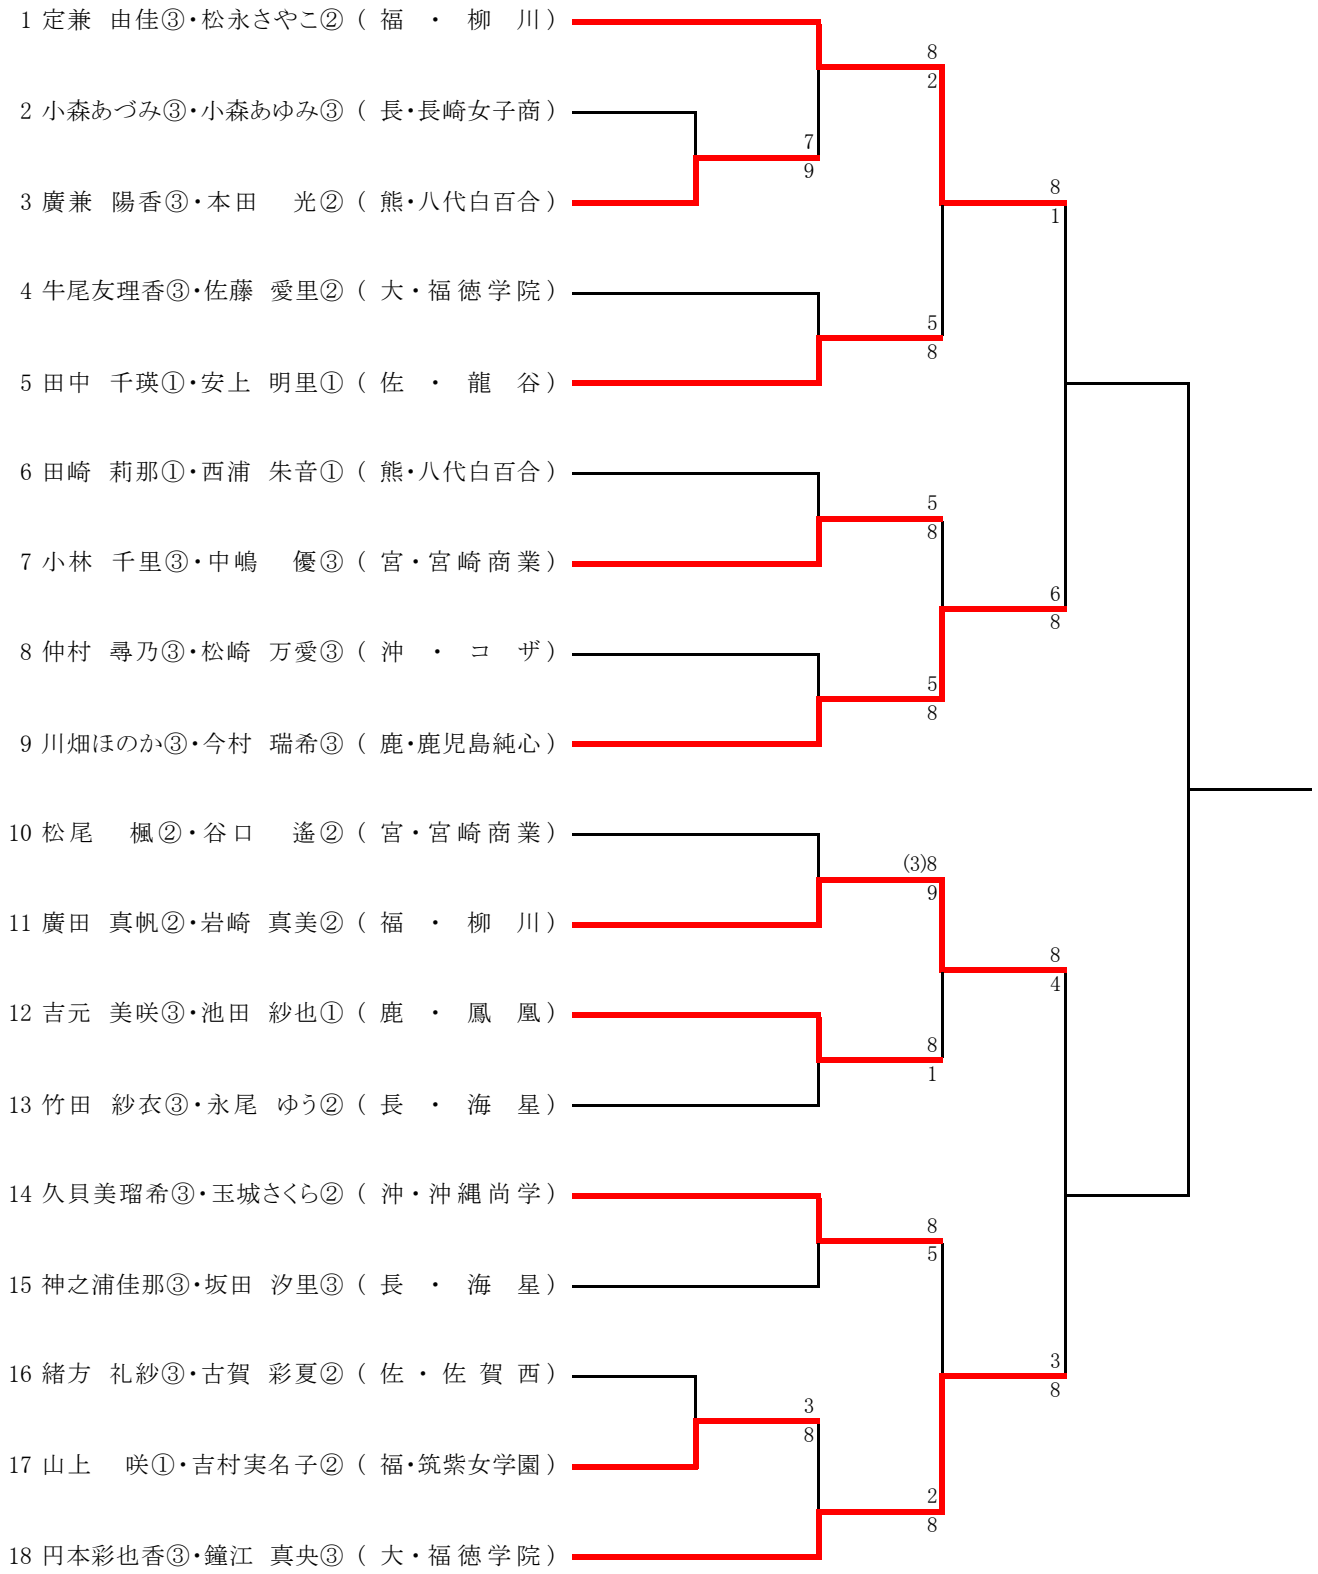 1 定兼 由佳③・松永さやこ② ( 福 ・ 柳 川 )
8
2
2 小森あづみ③・小森あゆみ③ ( 長・長崎女子商 )
7
9
3 廣兼 陽香③・本田 光② ( 熊・八代白百合 )
8
1
4 牛尾友理香③・佐藤 愛里② ( 大・福徳学院 )
5
8
5 田中 千瑛①・安上 明里① ( 佐 ・ 龍 谷 )
6 田崎 莉那①・西浦 朱音① ( 熊・八代白百合 )
5
8
7 小林 千里③・中嶋 優③ ( 宮・宮崎商業 )
6
8
8 仲村 尋乃③・松崎 万愛③ ( 沖 ・ コ ザ )
5
8
9 川畑ほのか③・今村 瑞希③ ( 鹿・鹿児島純心 )
10 松尾 楓②・谷口 遙② ( 宮・宮崎商業 )
(3)8
9
11 廣田 真帆②・岩崎 真美② ( 福 ・ 柳 川 )
8
4
12 吉元 美咲③・池田 紗也① ( 鹿 ・ 鳳 凰 )
8
1
13 竹田 紗衣③・永尾 ゆう② ( 長 ・ 海 星 )
14 久貝美瑠希③・玉城さくら② ( 沖・沖縄尚学 )
8
5
15 神之浦佳那③・坂田 汐里③ ( 長 ・ 海 星 )
3
8
16 緒方 礼紗③・古賀 彩夏② ( 佐・佐賀西 )
3
8
17 山上 咲①・吉村実名子② ( 福・筑紫女学園 )
2
8
18 円本彩也香③・鐘江 真央③ ( 大・福徳学院 )